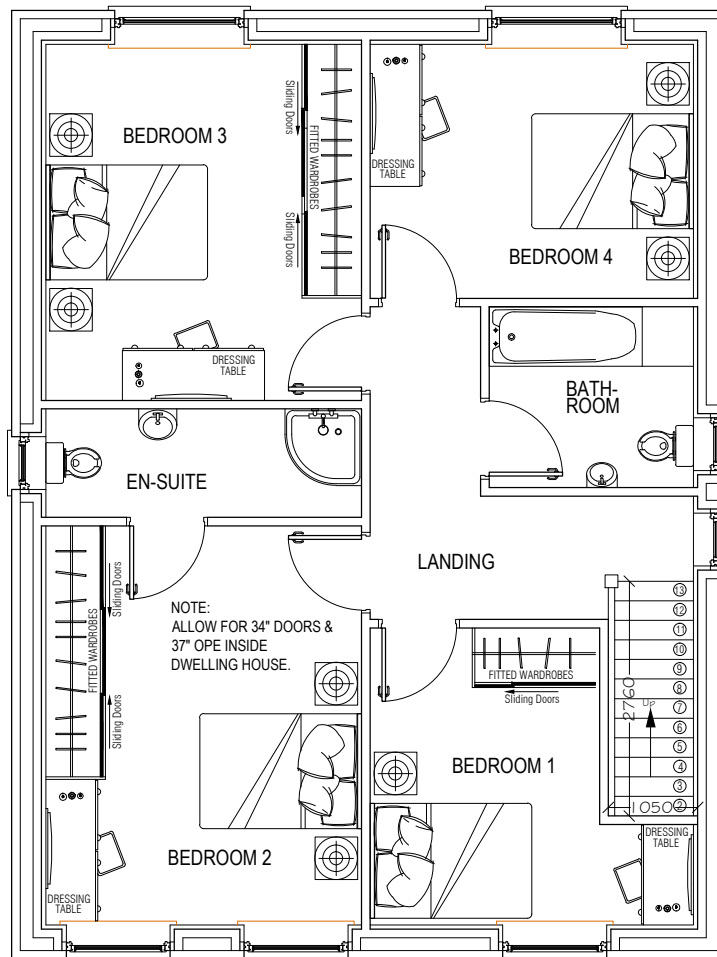 BEDROOM 3
Sliding Doors
FITTED WARDROBES
Sliding Doors
DRESSING
TABLE
DRESSING
TABLE
BEDROOM 4
BATH-
ROOM
EN-SUITE
LANDING
Sliding Doors
FITTED WARDROBES
Sliding Doors
NOTE:
ALLOW FOR 34" DOORS &
37" OPE INSIDE
DWELLING HOUSE.
FITTED WARDROBES
Sliding Doors
13
12
11
10
9
8
7
6
5
4
3
2
2760
Up
1050
BEDROOM 1
BEDROOM 2
DRESSING
TABLE
DRESSING
TABLE